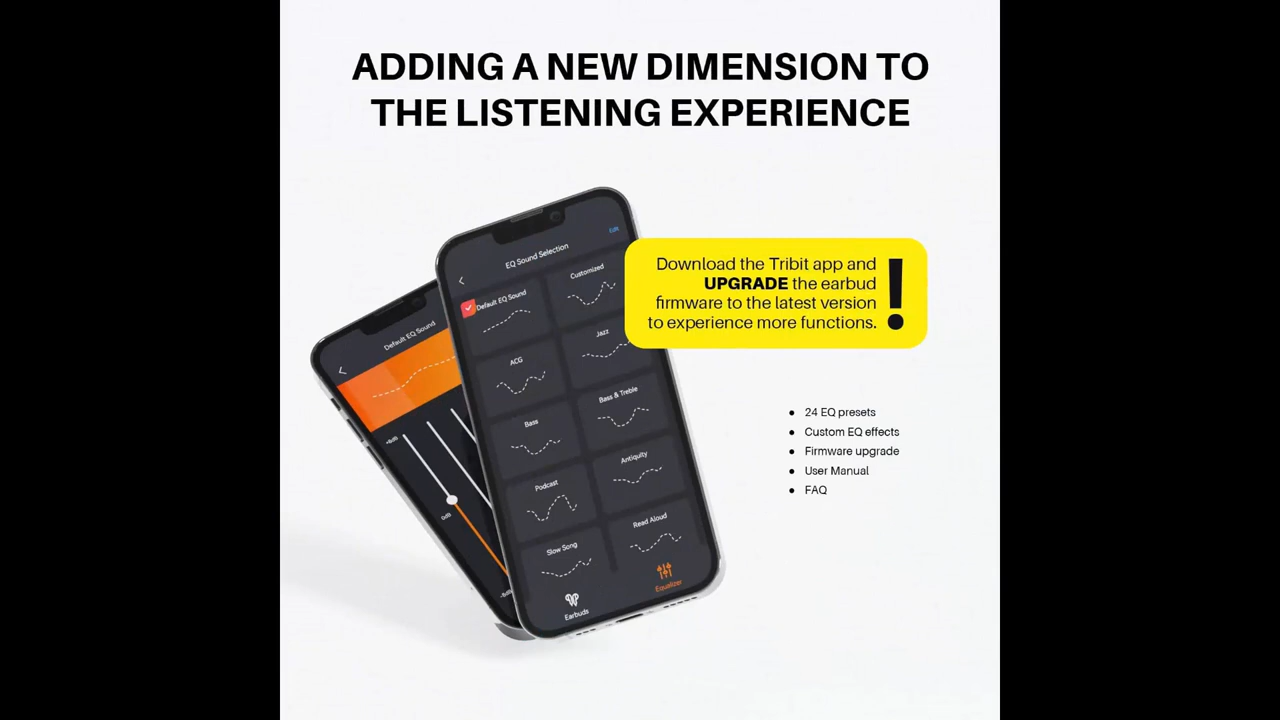 ADDING A NEW DIMENSION TO
THE LISTENING EXPERIENCE
Download the Tribit app and
UPGRADE the earbud
firmware to the latest version
to experience more functions.
!
• 24 EQ presets
• Custom EQ effects
• Firmware upgrade
• User Manual
• FAQ
Edit
EQ Sound Selection
Default EQ Sound
Customized
ACG
Jazz
Bass
Bass & Treble
Podcast
Antiquity
Slow Song
Read Aloud
Earbuds
Equalizer
Default EQ Sound
+8dB
0dB